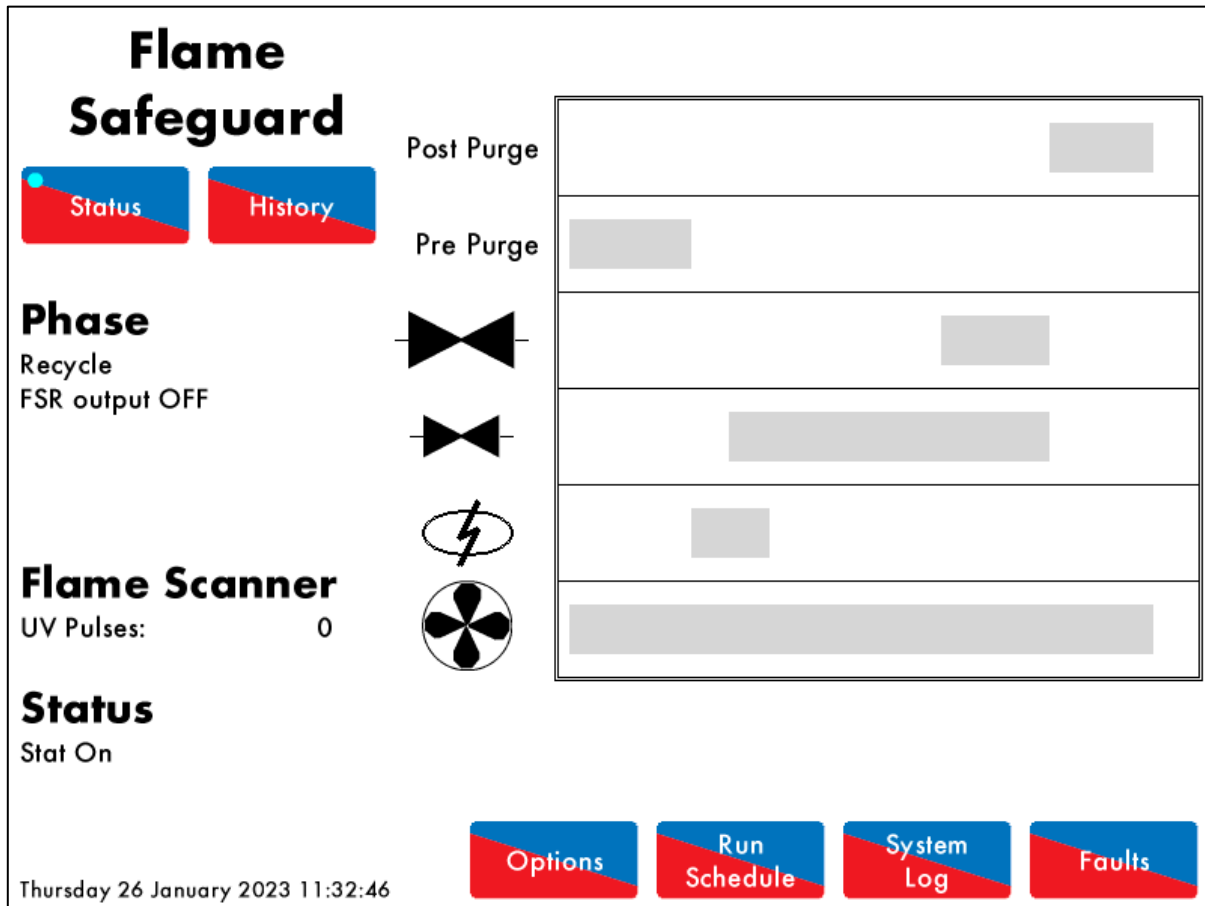 Flame
Safeguard
Status
History
Post Purge
Pre Purge
Phase
Recycle
FSR output OFF
Flame Scanner
UV Pulses: 0
Status
Stat On
Options
Run
Schedule
System
Log
Faults
Thursday 26 January 2023 11:32:46